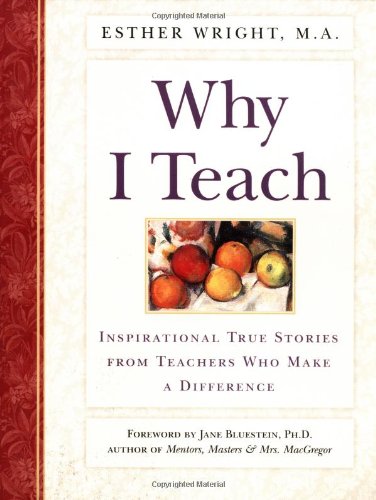 ESTHER WRIGHT, M.A.
Why
I Teach
INSPIRATIONAL TRUE STORIES
FROM TEACHERS WHO MAKE
A DIFFERENCE
FOREWORD BY JANE BLUESTEIN, PH.D.
AUTHOR OF Mentors, Masters & Mrs. MacGregor